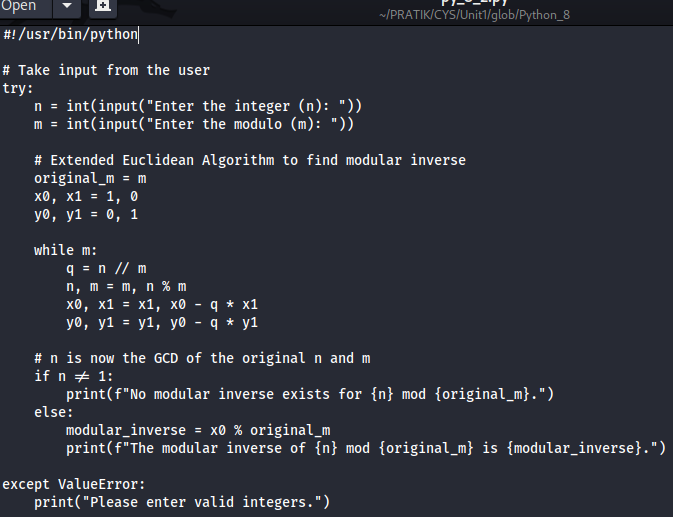 Open
~/PRATIK/CYS/Unit1/glob/Python_8
#!/usr/bin/python

# Take input from the user
try:
    n = int(input("Enter the integer (n): "))
    m = int(input("Enter the modulo (m): "))

    # Extended Euclidean Algorithm to find modular inverse
    original_m = m
    x0, x1 = 1, 0
    y0, y1 = 0, 1

    while m:
        q = n // m
        n, m = m, n % m
        x0, x1 = x1, x0 - q * x1
        y0, y1 = y1, y0 - q * y1

    # n is now the GCD of the original n and m
    if n != 1:
        print(f"No modular inverse exists for {n} mod {original_m}.")
    else:
        modular_inverse = x0 % original_m
        print(f"The modular inverse of {n} mod {original_m} is {modular_inverse}.")

except ValueError:
    print("Please enter valid integers.")